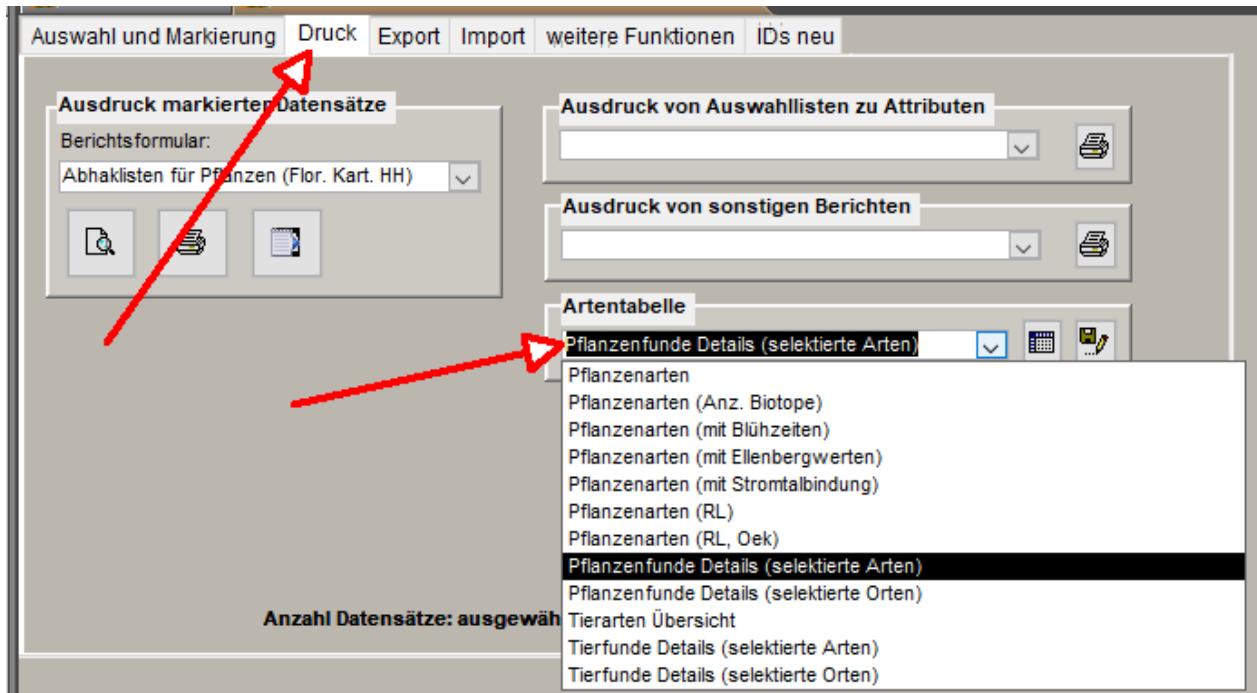 Auswahl und Markierung Druck Export Import weitere Funktionen IDs neu
Ausdruck markierter Datensätze
Berichtsformular:
Abhaklisten für Pflanzen (Flor. Kart. HH)
Ausdruck von Auswahllisten zu Attributen
Ausdruck von sonstigen Berichten
Artentabelle
Pflanzenfunde Details (selektierte Arten)
Pflanzenarten
Pflanzenarten (Anz. Biotope)
Pflanzenarten (mit Blühzeiten)
Pflanzenarten (mit Ellenbergwerten)
Pflanzenarten (mit Stromtalbindung)
Pflanzenarten (RL)
Pflanzenarten (RL, Oek)
Pflanzenfunde Details (selektierte Arten)
Pflanzenfunde Details (selektierte Orten)
Tierarten Übersicht
Tierfunde Details (selektierte Arten)
Tierfunde Details (selektierte Orten)
Anzahl Datensätze: ausgewäh